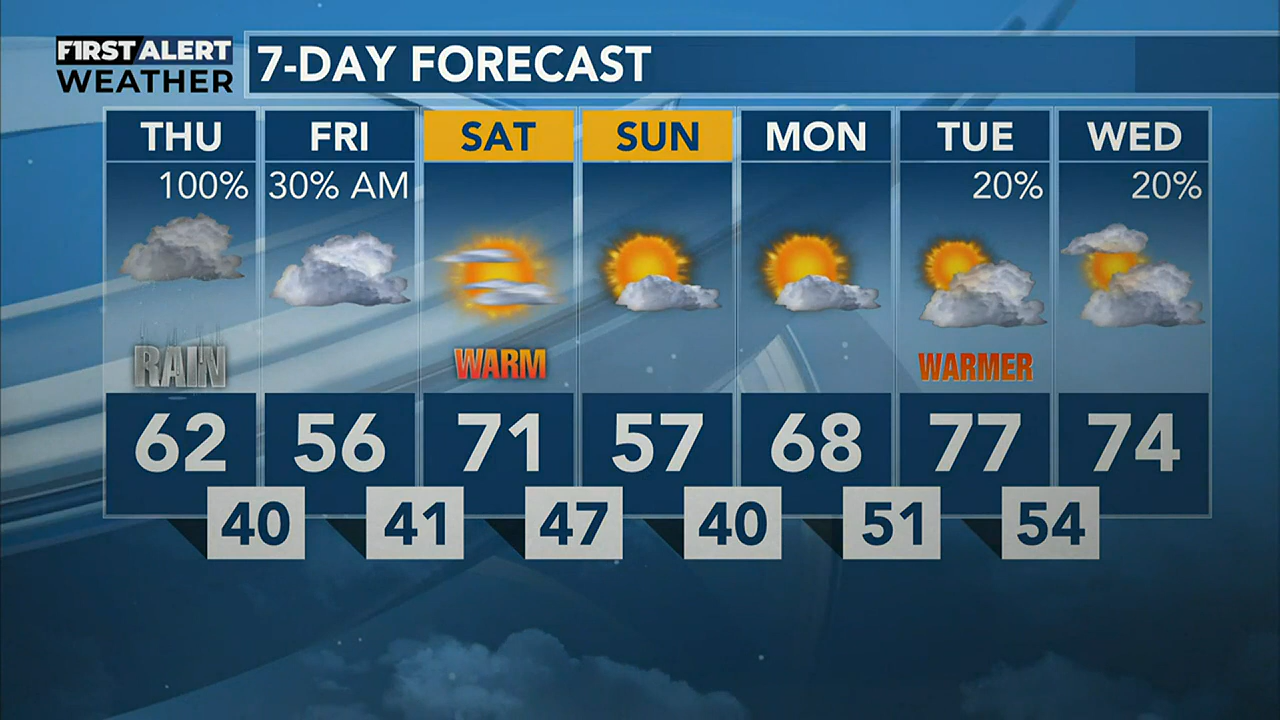 F1RST ALERT
WEATHER
7-DAY FORECAST
THU FRI SAT SUN MON TUE WED
100% 30% AM 20% 20%
RAIN WARM WARMER
62 56 71 57 68 77 74
40 41 47 40 51 54